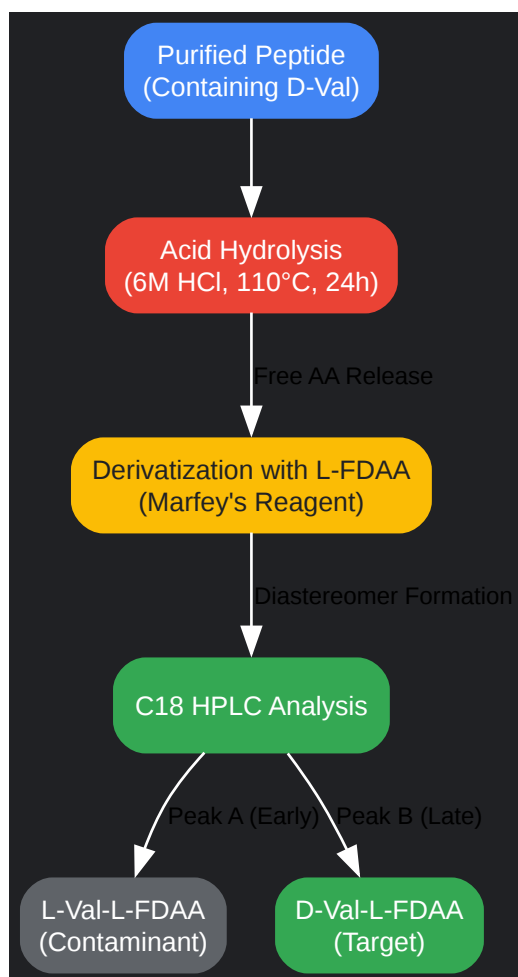 Purified Peptide
(Containing D-Val)
Acid Hydrolysis
(6M HCl, 110°C, 24h)
Free AA Release
Derivatization with L-FDAA
(Marfey's Reagent)
Diastereomer Formation
C18 HPLC Analysis
Peak A (Early)
Peak B (Late)
L-Val-L-FDAA
(Contaminant)
D-Val-L-FDAA
(Target)